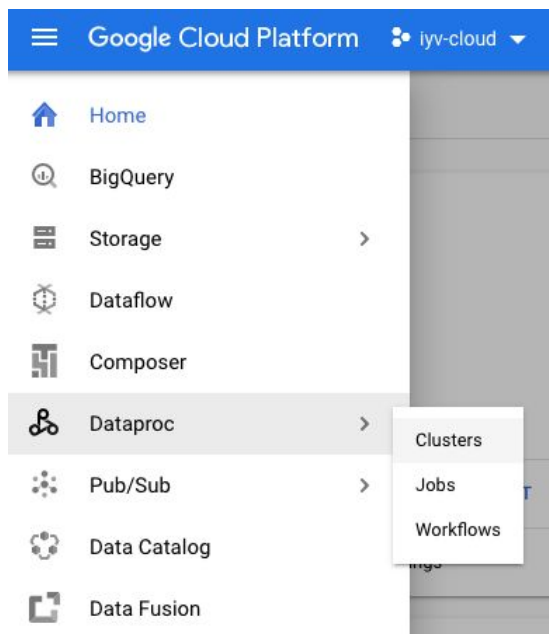 Google Cloud Platform iyv-cloud
Home
BigQuery
Storage
Dataflow
Composer
Dataproc
Clusters
Jobs
Workflows
Pub/Sub
Data Catalog
Data Fusion